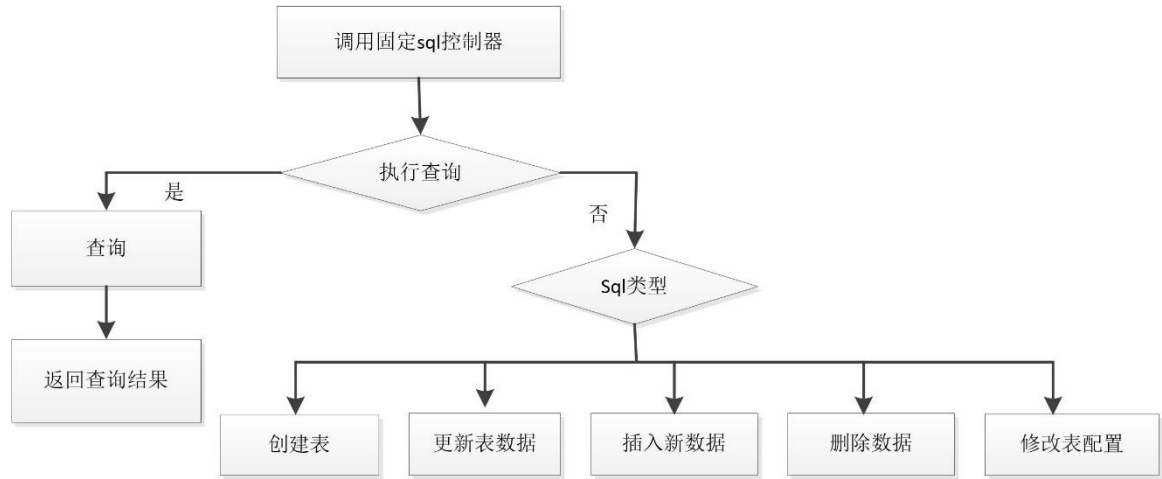 调用固定sql控制器
执行查询
是
否
查询
Sql类型
返回查询结果
创建表
更新表数据
插入新数据
删除数据
修改表配置